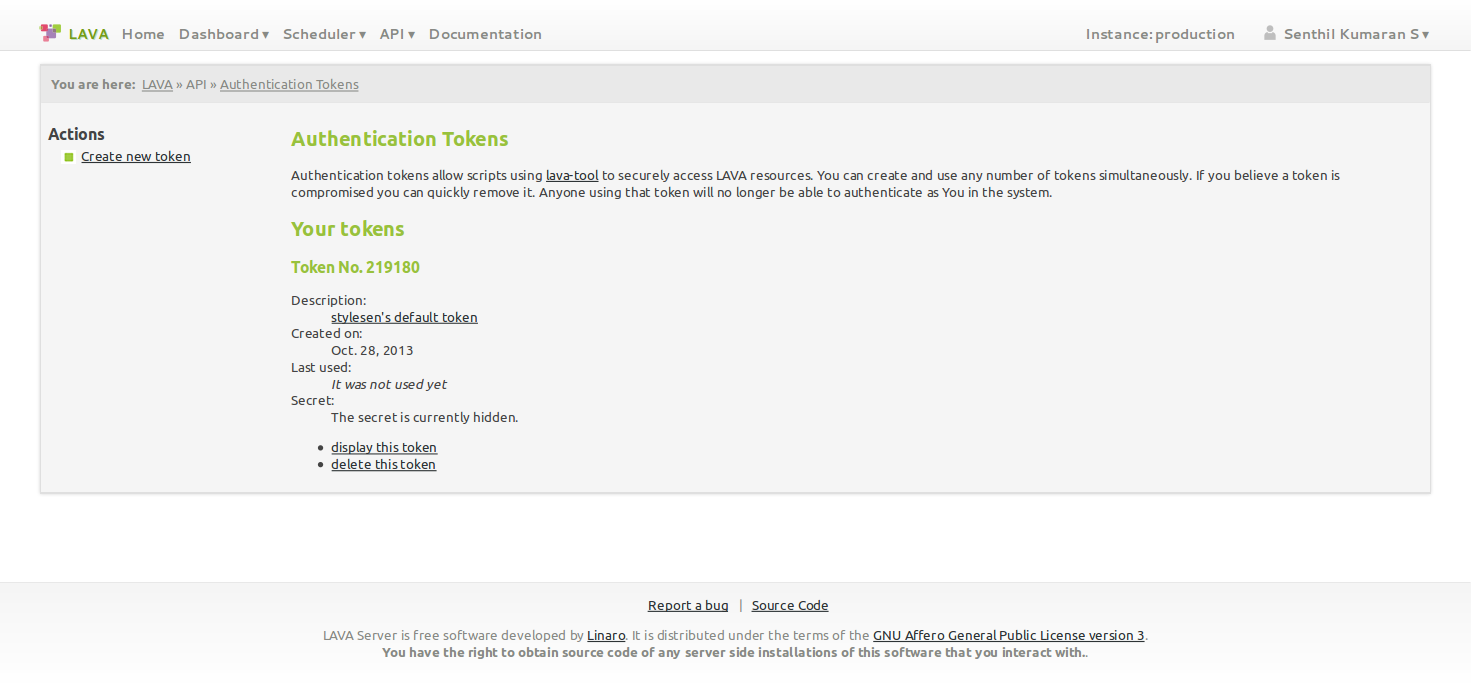 LAVA Home Dashboard ▾ Scheduler ▾ API ▾ Documentation Instance: production Senthil Kumaran S ▾
You are here: LAVA » API » Authentication Tokens
Actions
Create new token
Authentication Tokens
Authentication tokens allow scripts using lava-tool to securely access LAVA resources. You can create and use any number of tokens simultaneously. If you believe a token is
compromised you can quickly remove it. Anyone using that token will no longer be able to authenticate as You in the system.
Your tokens
Token No. 219180
Description:
stylesen's default token
Created on:
Oct. 28, 2013
Last used:
It was not used yet
Secret:
The secret is currently hidden.
• display this token
• delete this token
Report a bug | Source Code
LAVA Server is free software developed by Linaro. It is distributed under the terms of the GNU Affero General Public License version 3.
You have the right to obtain source code of any server side installations of this software that you interact with..